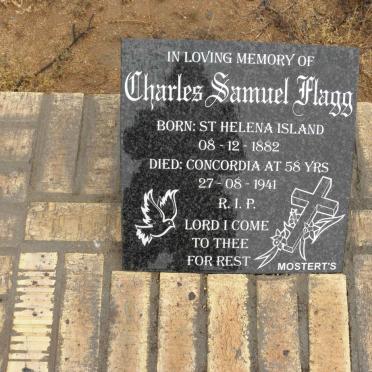 IN LOVING MEMORY OF
Charles Samuel Flagg
BORN: ST HELENA ISLAND
08 - 12 - 1882
DIED: CONCORDIA AT 58 YRS
27 - 08 - 1941
R. I. P.
LORD I COME
TO THEE
FOR REST
MOSTERT'S